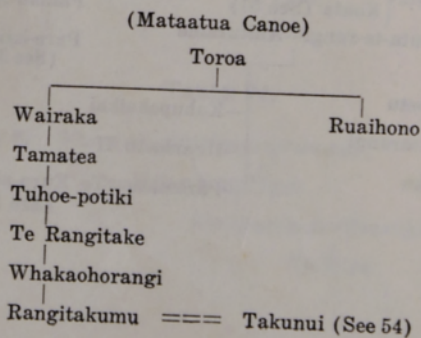 (Mataatua Canoe)
Toroa
Wairaka Ruaihono
Tamatea
Tuhoe-potiki
Te Rangitake
Whakaohorangi
Rangitakumu === Takunui (See 54)